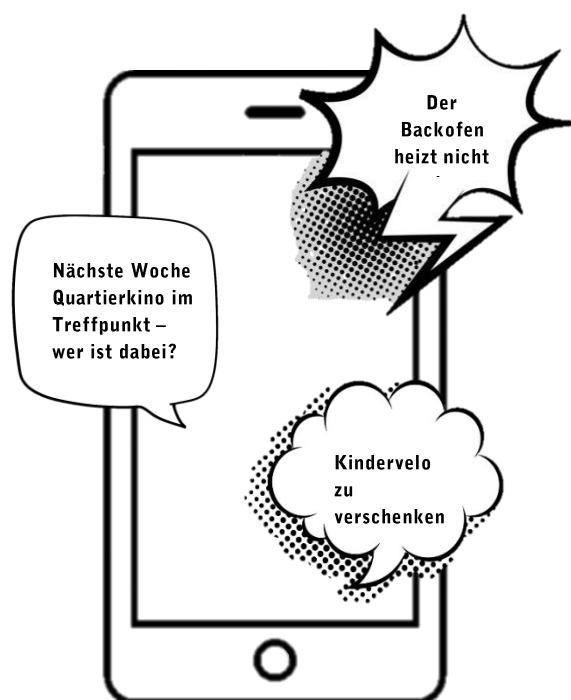 Der
Backofen
heizt nicht
Nächste Woche
Quartierkino im
Treffpunkt –
wer ist dabei?
Kindervelo
zu
verschenken